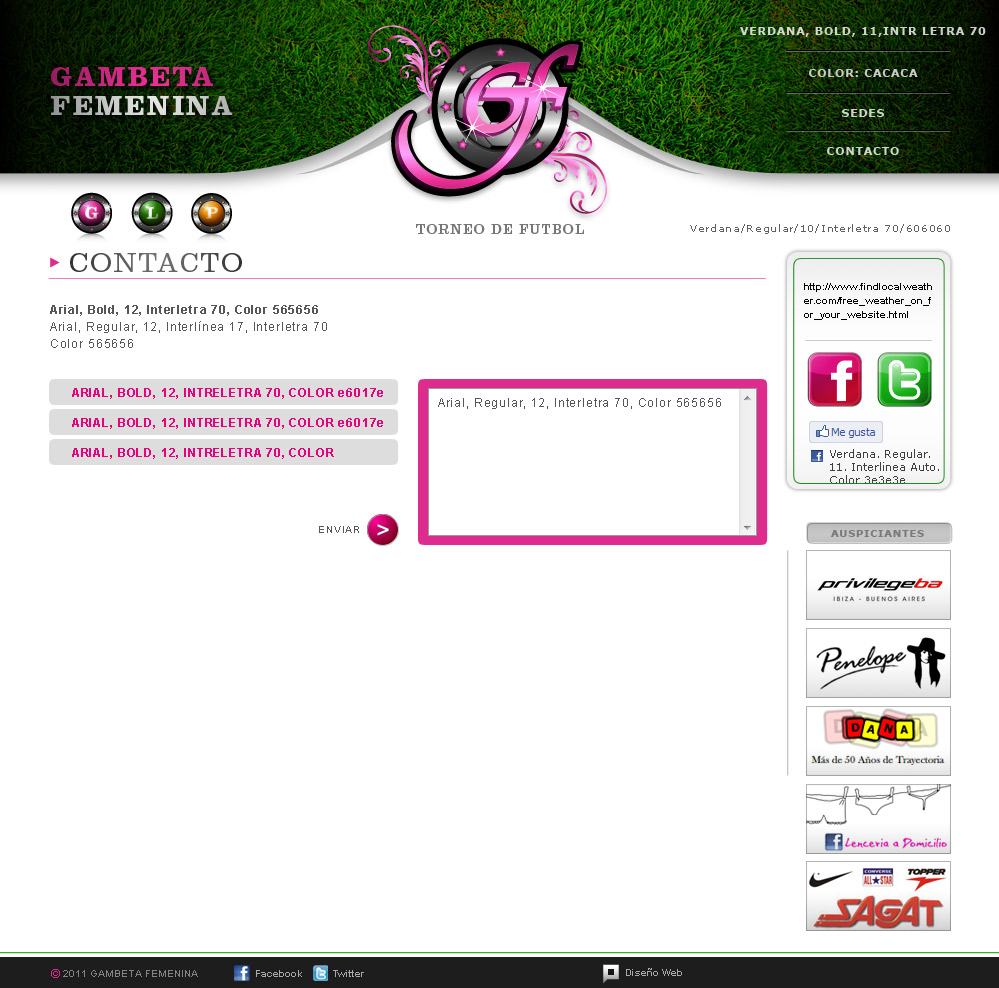 VERDANA, BOLD, 11,INTR LETRA 70
COLOR: CACACA
SEDES
CONTACTO
GAMBETA
FEMENINA
Gf
TORNEO DE FUTBOL
G L P
Verdana/Regular/10/Interletra 70/606060
CONTACTO
Arial, Bold, 12, Interletra 70, Color 565656
Arial, Regular, 12, Interlínea 17, Interletra 70
Color 565656
ARIAL, BOLD, 12, INTRELETRA 70, COLOR e6017e
ARIAL, BOLD, 12, INTRELETRA 70, COLOR e6017e
ARIAL, BOLD, 12, INTRELETRA 70, COLOR
ENVIAR >
Arial, Regular, 12, Interletra 70, Color 565656
http://www.findlocalweath
er.com/free_weather_on_f
or_your_website.html
f t
Me gusta
f Verdana. Regular.
11. Interlinea Auto.
Color 3e3e3e
AUSPICIANTES
privilegeba
IBIZA - BUENOS AIRES
Penelope
DANA
Más de 50 Años de Trayectoria
f Lenceria a Domicilio
CONVERSE
ALL★STAR
TOPPER
SAGAT
© 2011 GAMBETA FEMENINA
f Facebook
t Twitter
Diseño Web